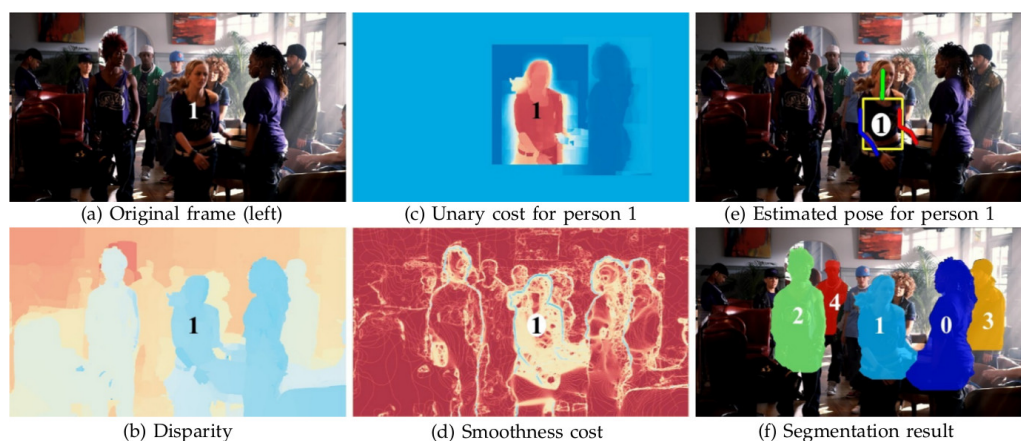 1
1
1
(a) Original frame (left)
(c) Unary cost for person 1
(e) Estimated pose for person 1
1
1
2
4
1
0
3
(b) Disparity
(d) Smoothness cost
(f) Segmentation result